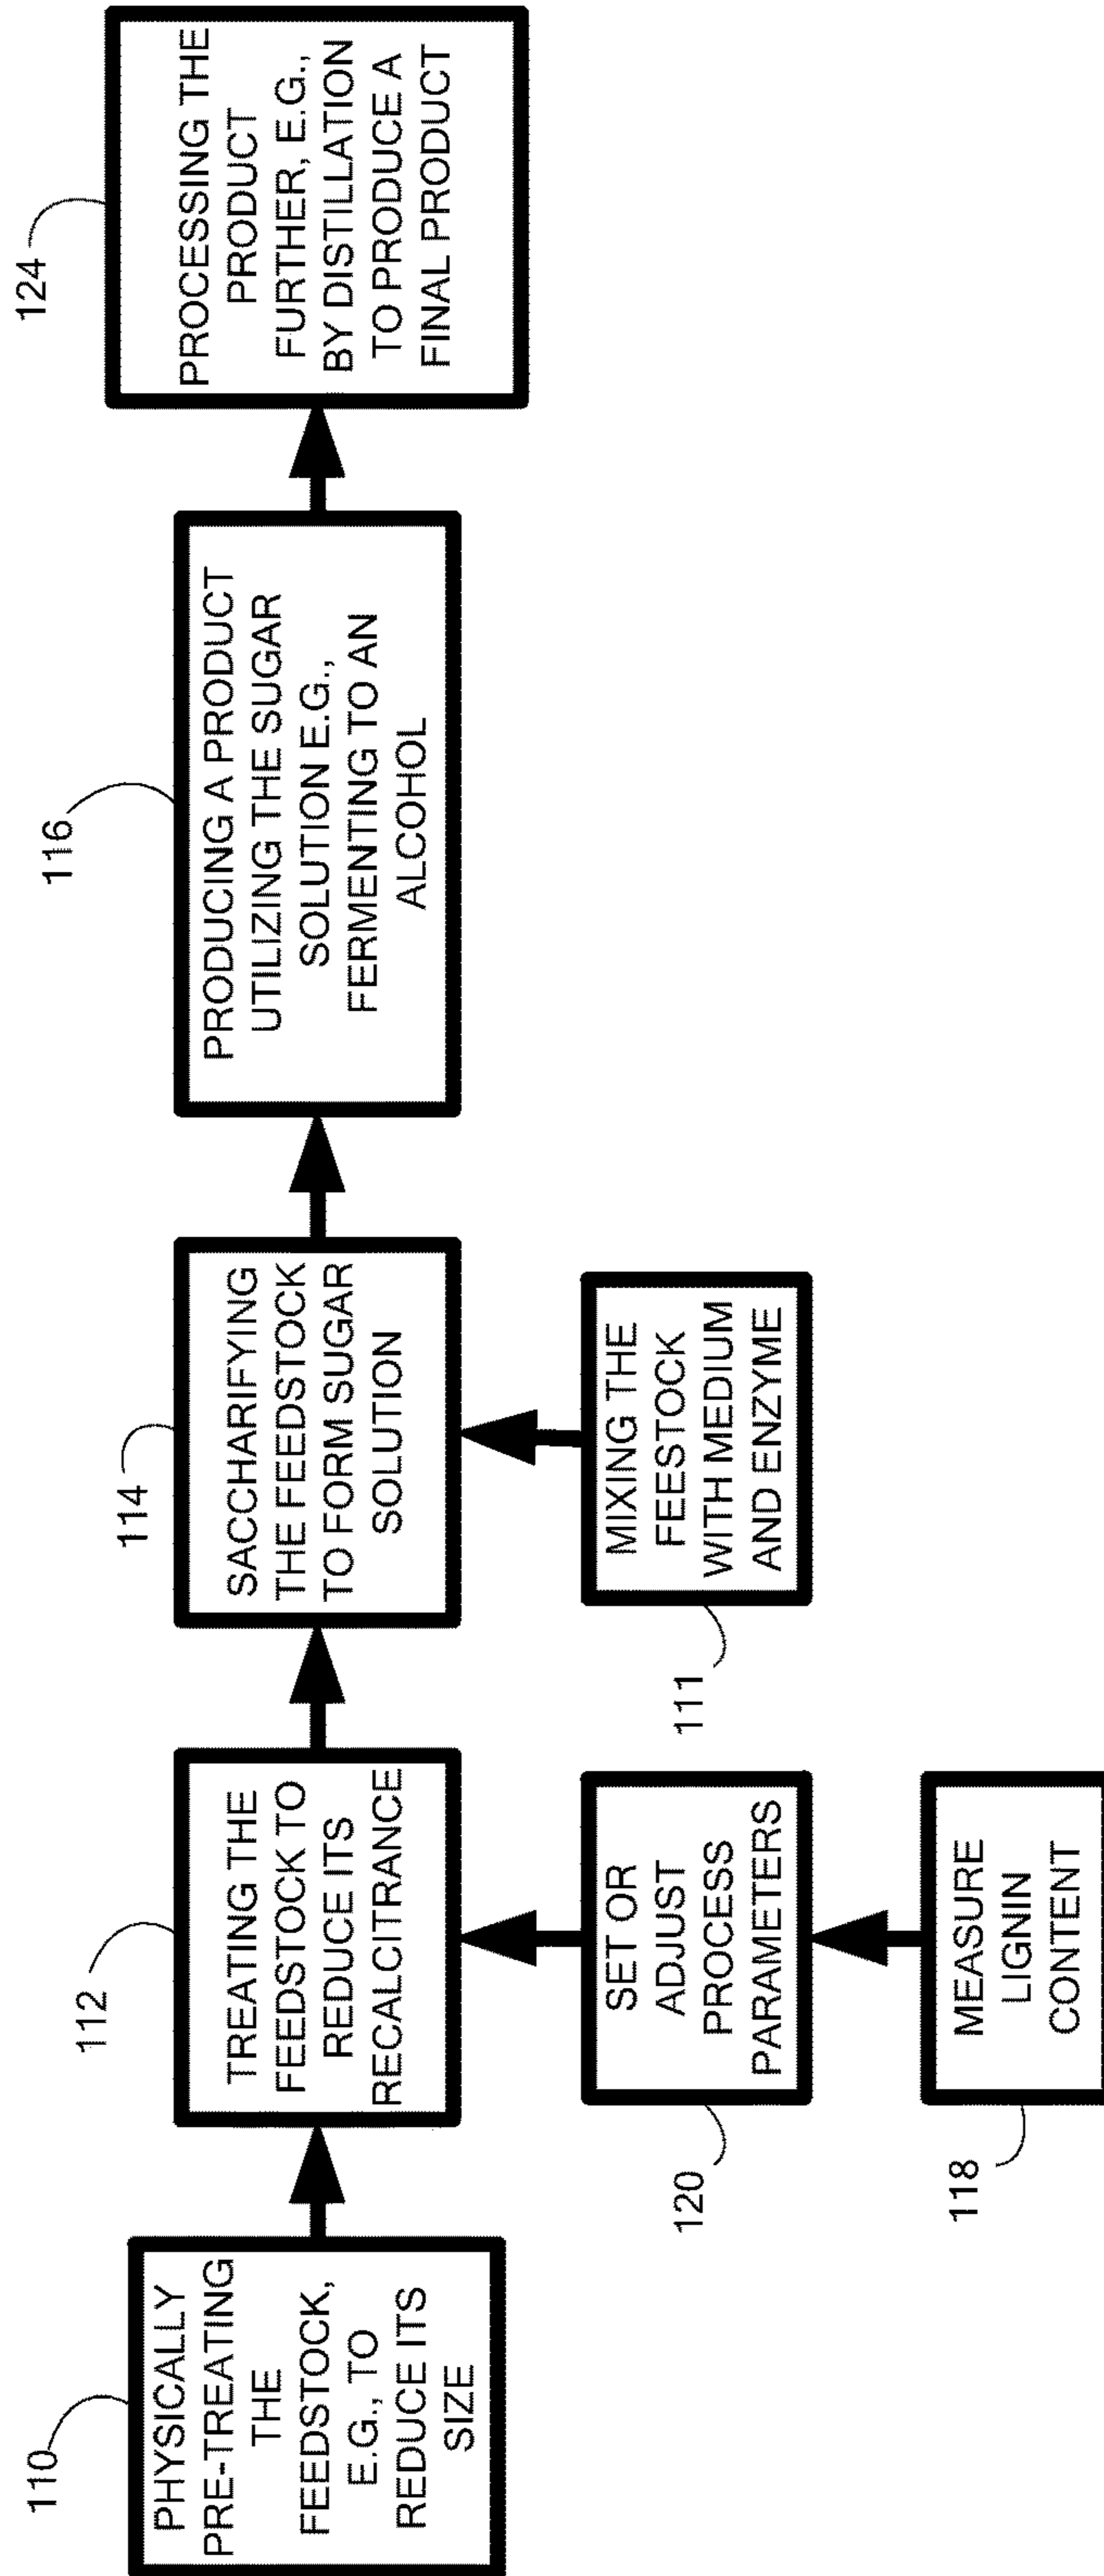 110
PHYSICALLY
PRE-TREATING
THE
FEEDSTOCK,
E.G., TO
REDUCE ITS
SIZE
112
TREATING THE
FEEDSTOCK TO
REDUCE ITS
RECALCITRANCE
114
SACCHARIFYING
THE FEEDSTOCK
TO FORM SUGAR
SOLUTION
116
PRODUCING A PRODUCT
UTILIZING THE SUGAR
SOLUTION E.G.,
FERMENTING TO AN
ALCOHOL
124
PROCESSING THE
PRODUCT
FURTHER, E.G.,
BY DISTILLATION
TO PRODUCE A
FINAL PRODUCT
120
SET OR
ADJUST
PROCESS
PARAMETERS
111
MIXING THE
FEESTOCK
WITH MEDIUM
AND ENZYME
118
MEASURE
LIGNIN
CONTENT